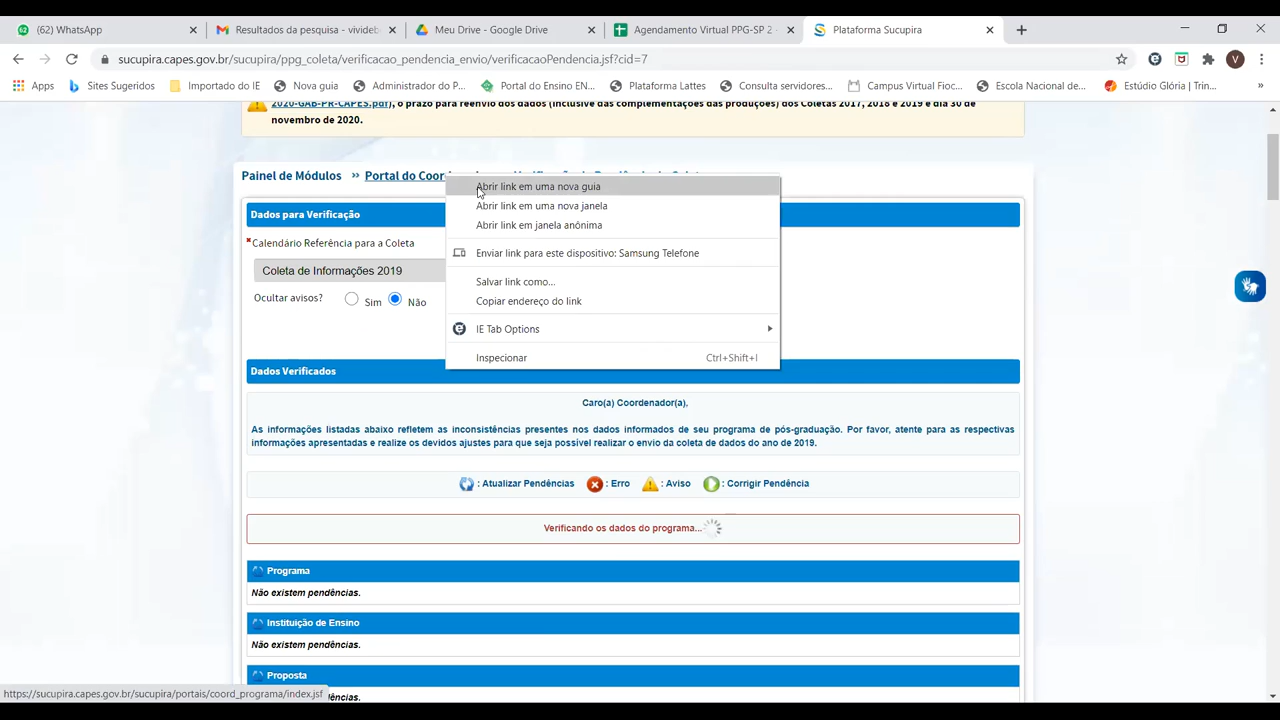 (62) WhatsApp
Resultados da pesquisa - vivideb
Meu Drive - Google Drive
Agendamento Virtual PPG-SP 2 -
Plataforma Sucupira
sucupira.capes.gov.br/sucupira/ppg_coleta/verificacao_pendencia_envio/verificacaoPendencia.jsf?cid=7
V
Apps
Sites Sugeridos
Importado do IE
Nova guia
Administrador do P...
Portal do Ensino EN...
Plataforma Lattes
Consulta servidores...
Campus Virtual Fioc...
Escola Nacional de...
Estúdio Glória | Trin...
»
2020-GAB-PR-CAPES.pdf), o prazo para reenvio dos dados (inclusive das complementações das produções) dos Coletas 2017, 2018 e 2019 é dia 30 de
novembro de 2020.
Painel de Módulos » Portal do Coor
Abrir link em uma nova guia
Abrir link em uma nova janela
Abrir link em janela anônima
Enviar link para este dispositivo: Samsung Telefone
Salvar link como...
Copiar endereço do link
IE Tab Options
Inspecionar Ctrl+Shift+I
Dados para Verificação
*Calendário Referência para a Coleta
Coleta de Informações 2019
Ocultar avisos? Sim Não
Dados Verificados
Caro(a) Coordenador(a),
As informações listadas abaixo refletem as inconsistências presentes nos dados informados de seu programa de pós-graduação. Por favor, atente para as respectivas
informações apresentadas e realize os devidos ajustes para que seja possível realizar o envio da coleta de dados do ano de 2019.
: Atualizar Pendências : Erro : Aviso : Corrigir Pendência
Verificando os dados do programa...
Programa
Não existem pendências.
Instituição de Ensino
Não existem pendências.
Proposta
https://sucupira.capes.gov.br/sucupira/portais/coord_programa/index.jsf
dências.